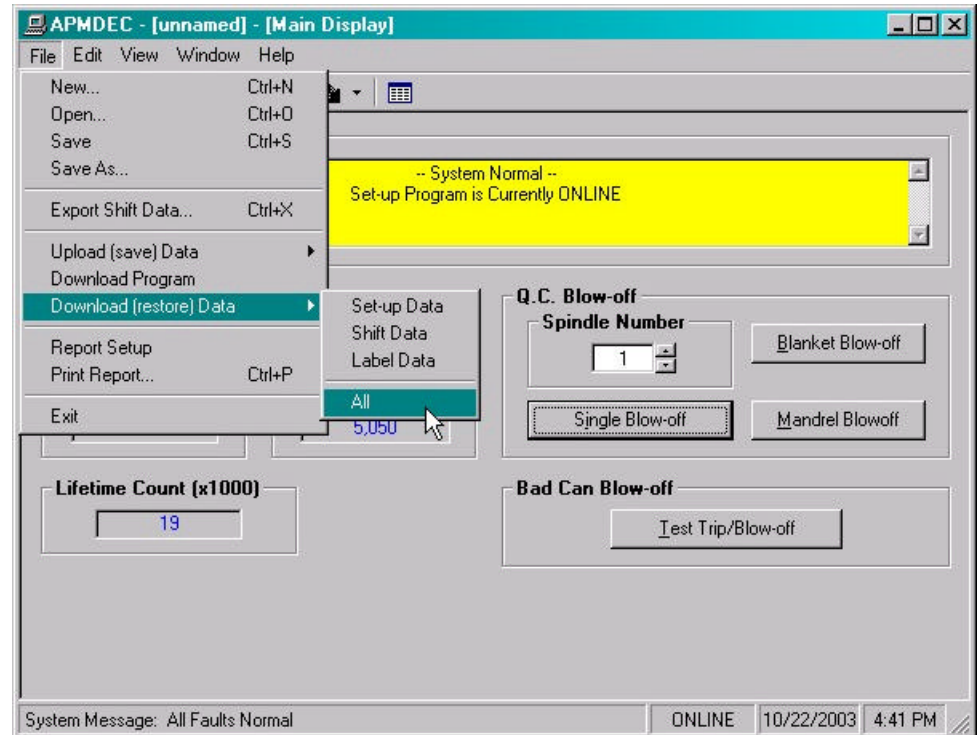 APMDEC - [unnamed] - [Main Display]
File Edit View Window Help
New... Ctrl+N
Open... Ctrl+O
Save Ctrl+S
Save As...
Export Shift Data... Ctrl+X
Upload (save) Data
Download Program
Download (restore) Data
Report Setup
Print Report... Ctrl+P
Exit
Set-up Data
Shift Data
Label Data
All
-- System Normal --
Set-up Program is Currently ONLINE
5,050
Q.C. Blow-off
Spindle Number
1
Blanket Blow-off
Single Blow-off
Mandrel Blowoff
Lifetime Count (x1000)
19
Bad Can Blow-off
Test Trip/Blow-off
System Message: All Faults Normal
ONLINE
10/22/2003
4:41 PM